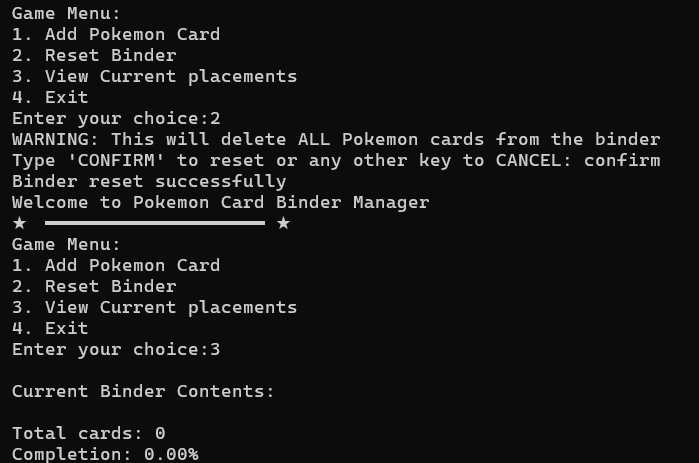 Game Menu:
1. Add Pokemon Card
2. Reset Binder
3. View Current placements
4. Exit
Enter your choice:2
WARNING: This will delete ALL Pokemon cards from the binder
Type 'CONFIRM' to reset or any other key to CANCEL: confirm
Binder reset successfully
Welcome to Pokemon Card Binder Manager
★ ━━━━━━━━━━━━━━━━━━━━ ★
Game Menu:
1. Add Pokemon Card
2. Reset Binder
3. View Current placements
4. Exit
Enter your choice:3
Current Binder Contents:
Total cards: 0
Completion: 0.00%